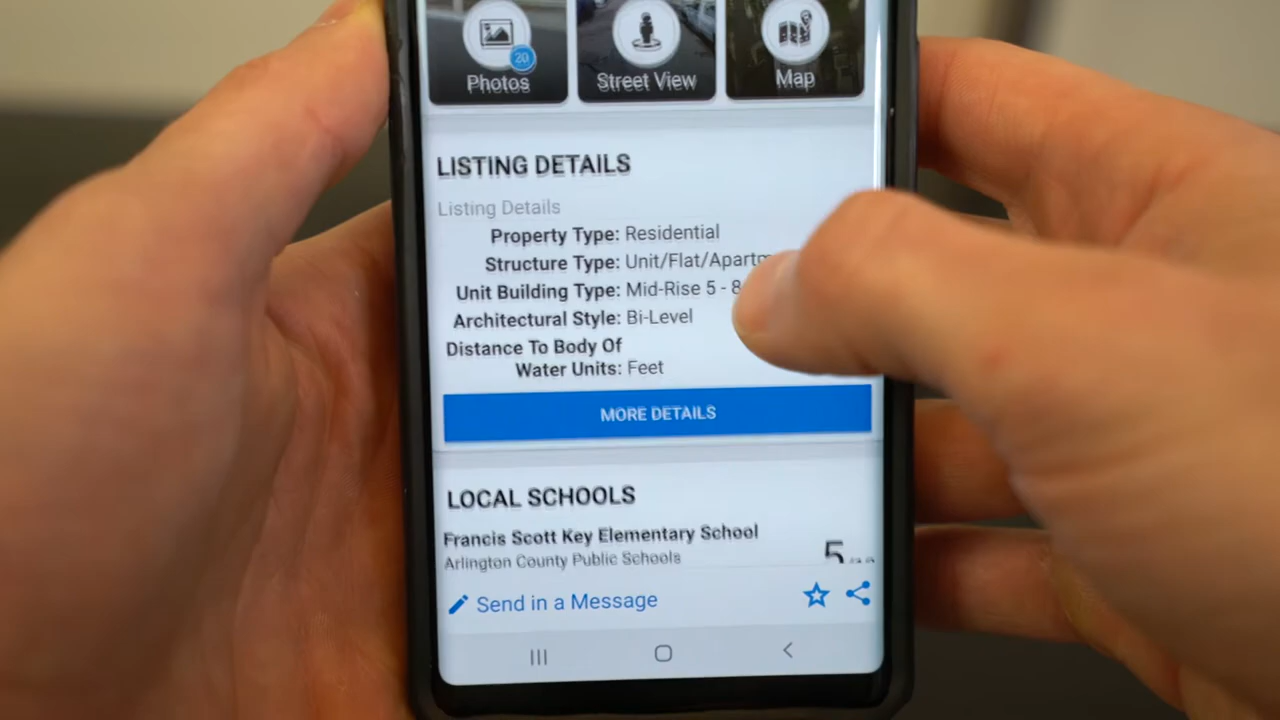 Photos
20
Street View
Map
LISTING DETAILS
Listing Details
Property Type: Residential
Structure Type: Unit/Flat/Apartm
Unit Building Type: Mid-Rise 5 - 8
Architectural Style: Bi-Level
Distance To Body Of
Water Units: Feet
MORE DETAILS
LOCAL SCHOOLS
Francis Scott Key Elementary School
Arlington County Public Schools
5
Send in a Message